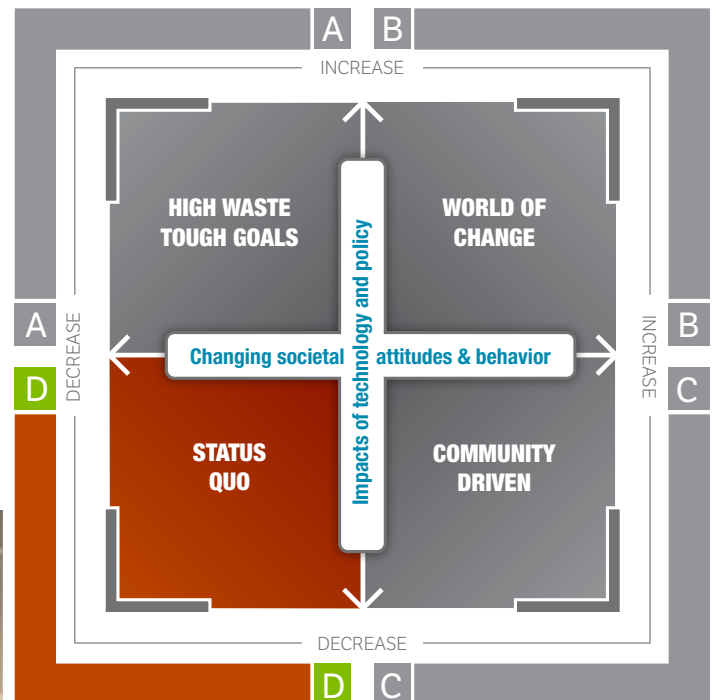 A B
INCREASE
HIGH WASTE
TOUGH GOALS
WORLD OF
CHANGE
Impacts of technology and policy
A
B
DECREASE
INCREASE
Changing societal attitudes & behavior
D
C
STATUS
QUO
COMMUNITY
DRIVEN
DECREASE
D C